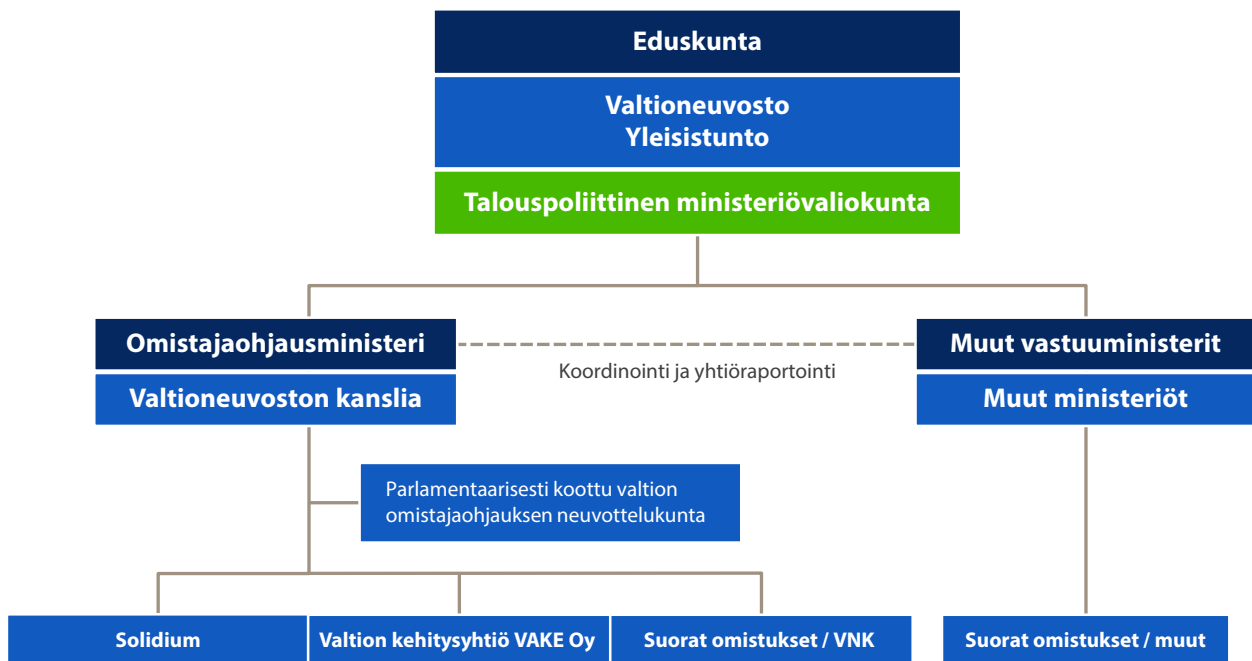 Eduskunta
Valtioneuvosto
Yleisistunto
Talouspoliittinen ministeriövaliokunta
Omistajaohjausministeri
Valtioneuvoston kanslia
Koordinointi ja yhtiöraportointi
Muut vastuuministerit
Muut ministeriöt
Parlamentaarisesti koottu valtion
omistajaohjauksen neuvottelukunta
Solidium
Valtion kehitysyhtiö VAKE Oy
Suorat omistukset / VNK
Suorat omistukset / muut